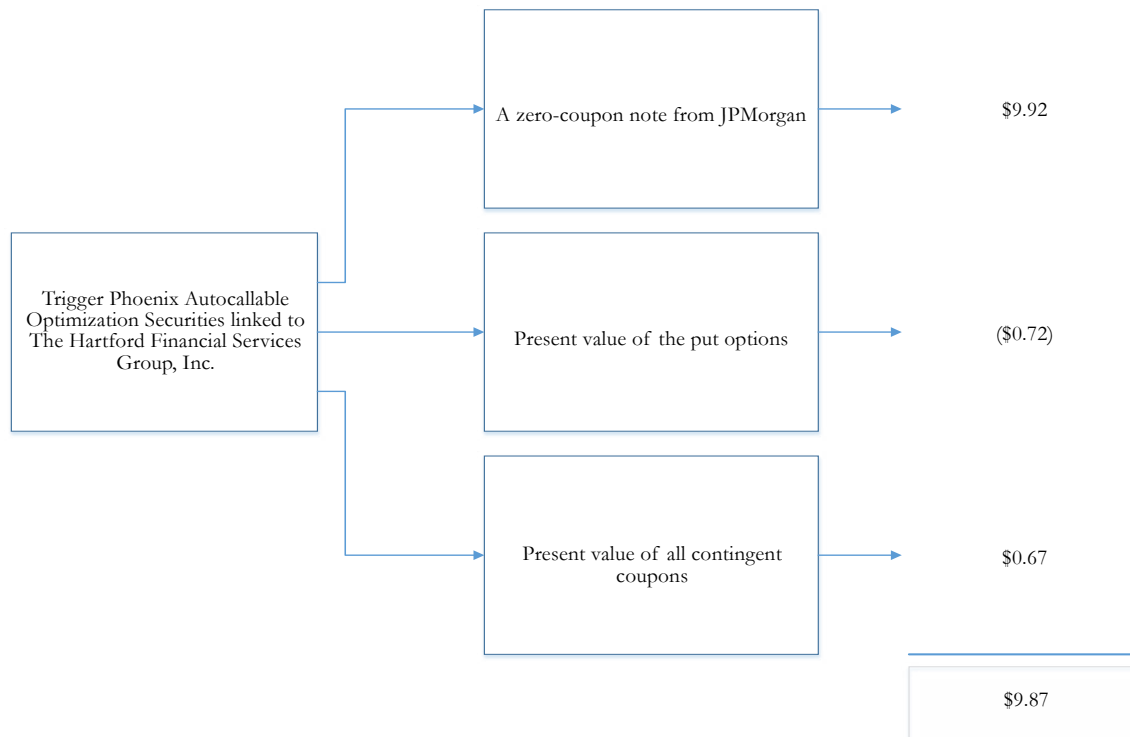 A zero-coupon note from JPMorgan
$9.92
Trigger Phoenix Autocallable
Optimization Securities linked to
The Hartford Financial Services
Group, Inc.
Present value of the put options
($0.72)
Present value of all contingent
coupons
$0.67
$9.87